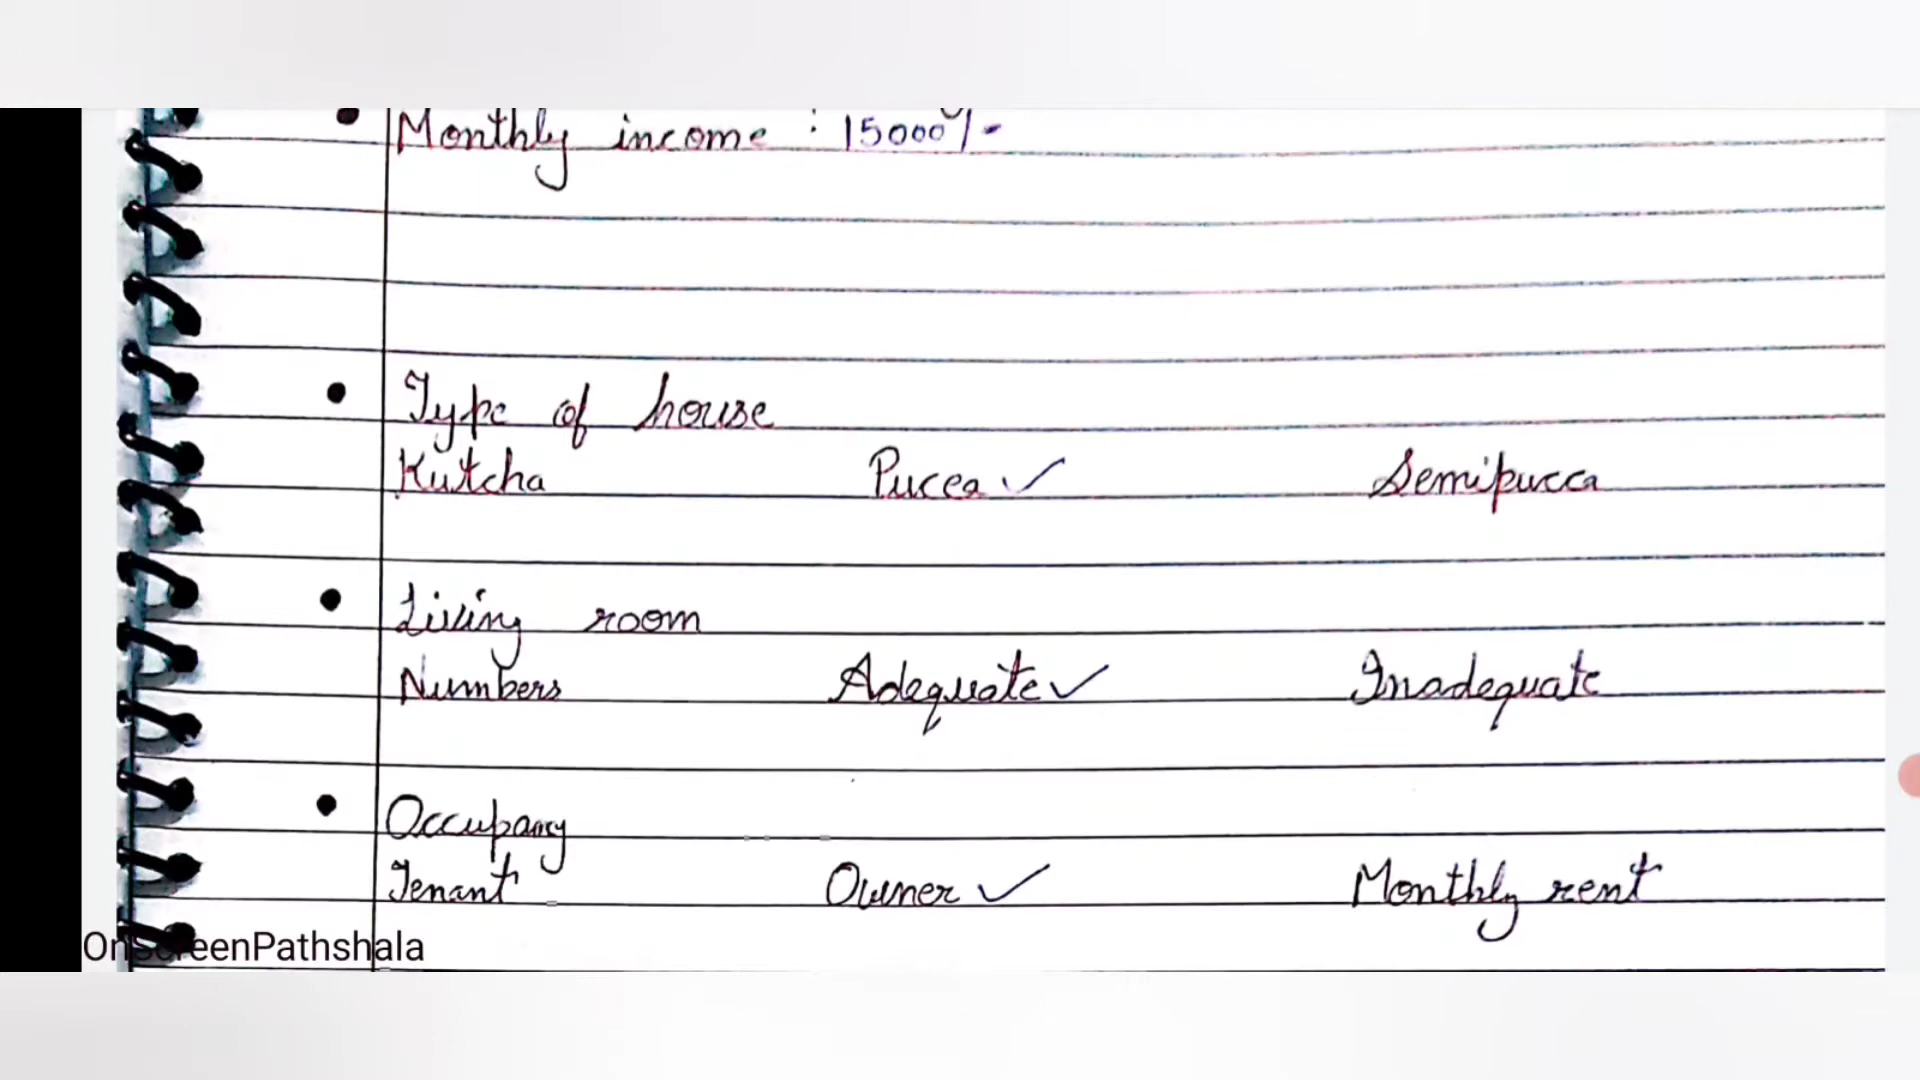 • Monthly income : 15000/-
• Type of house
Kutcha Pucca ✓ Semipucca
• Living room
Numbers Adequate ✓ Inadequate
• Occupancy
Tenant Owner ✓ Monthly rent
OnscreenPathshala